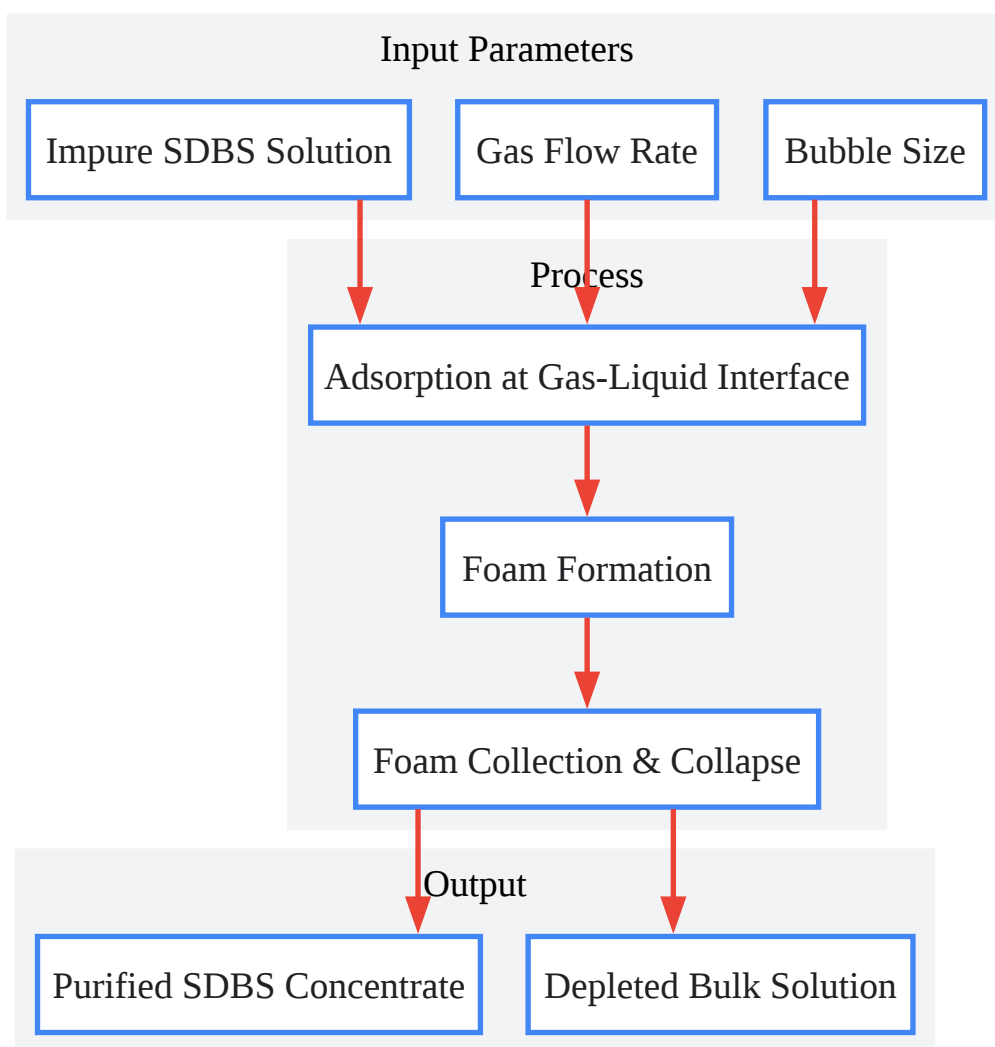 Input Parameters
Impure SDBS Solution
Gas Flow Rate
Bubble Size
Process
Adsorption at Gas-Liquid Interface
Foam Formation
Foam Collection & Collapse
Output
Purified SDBS Concentrate
Depleted Bulk Solution